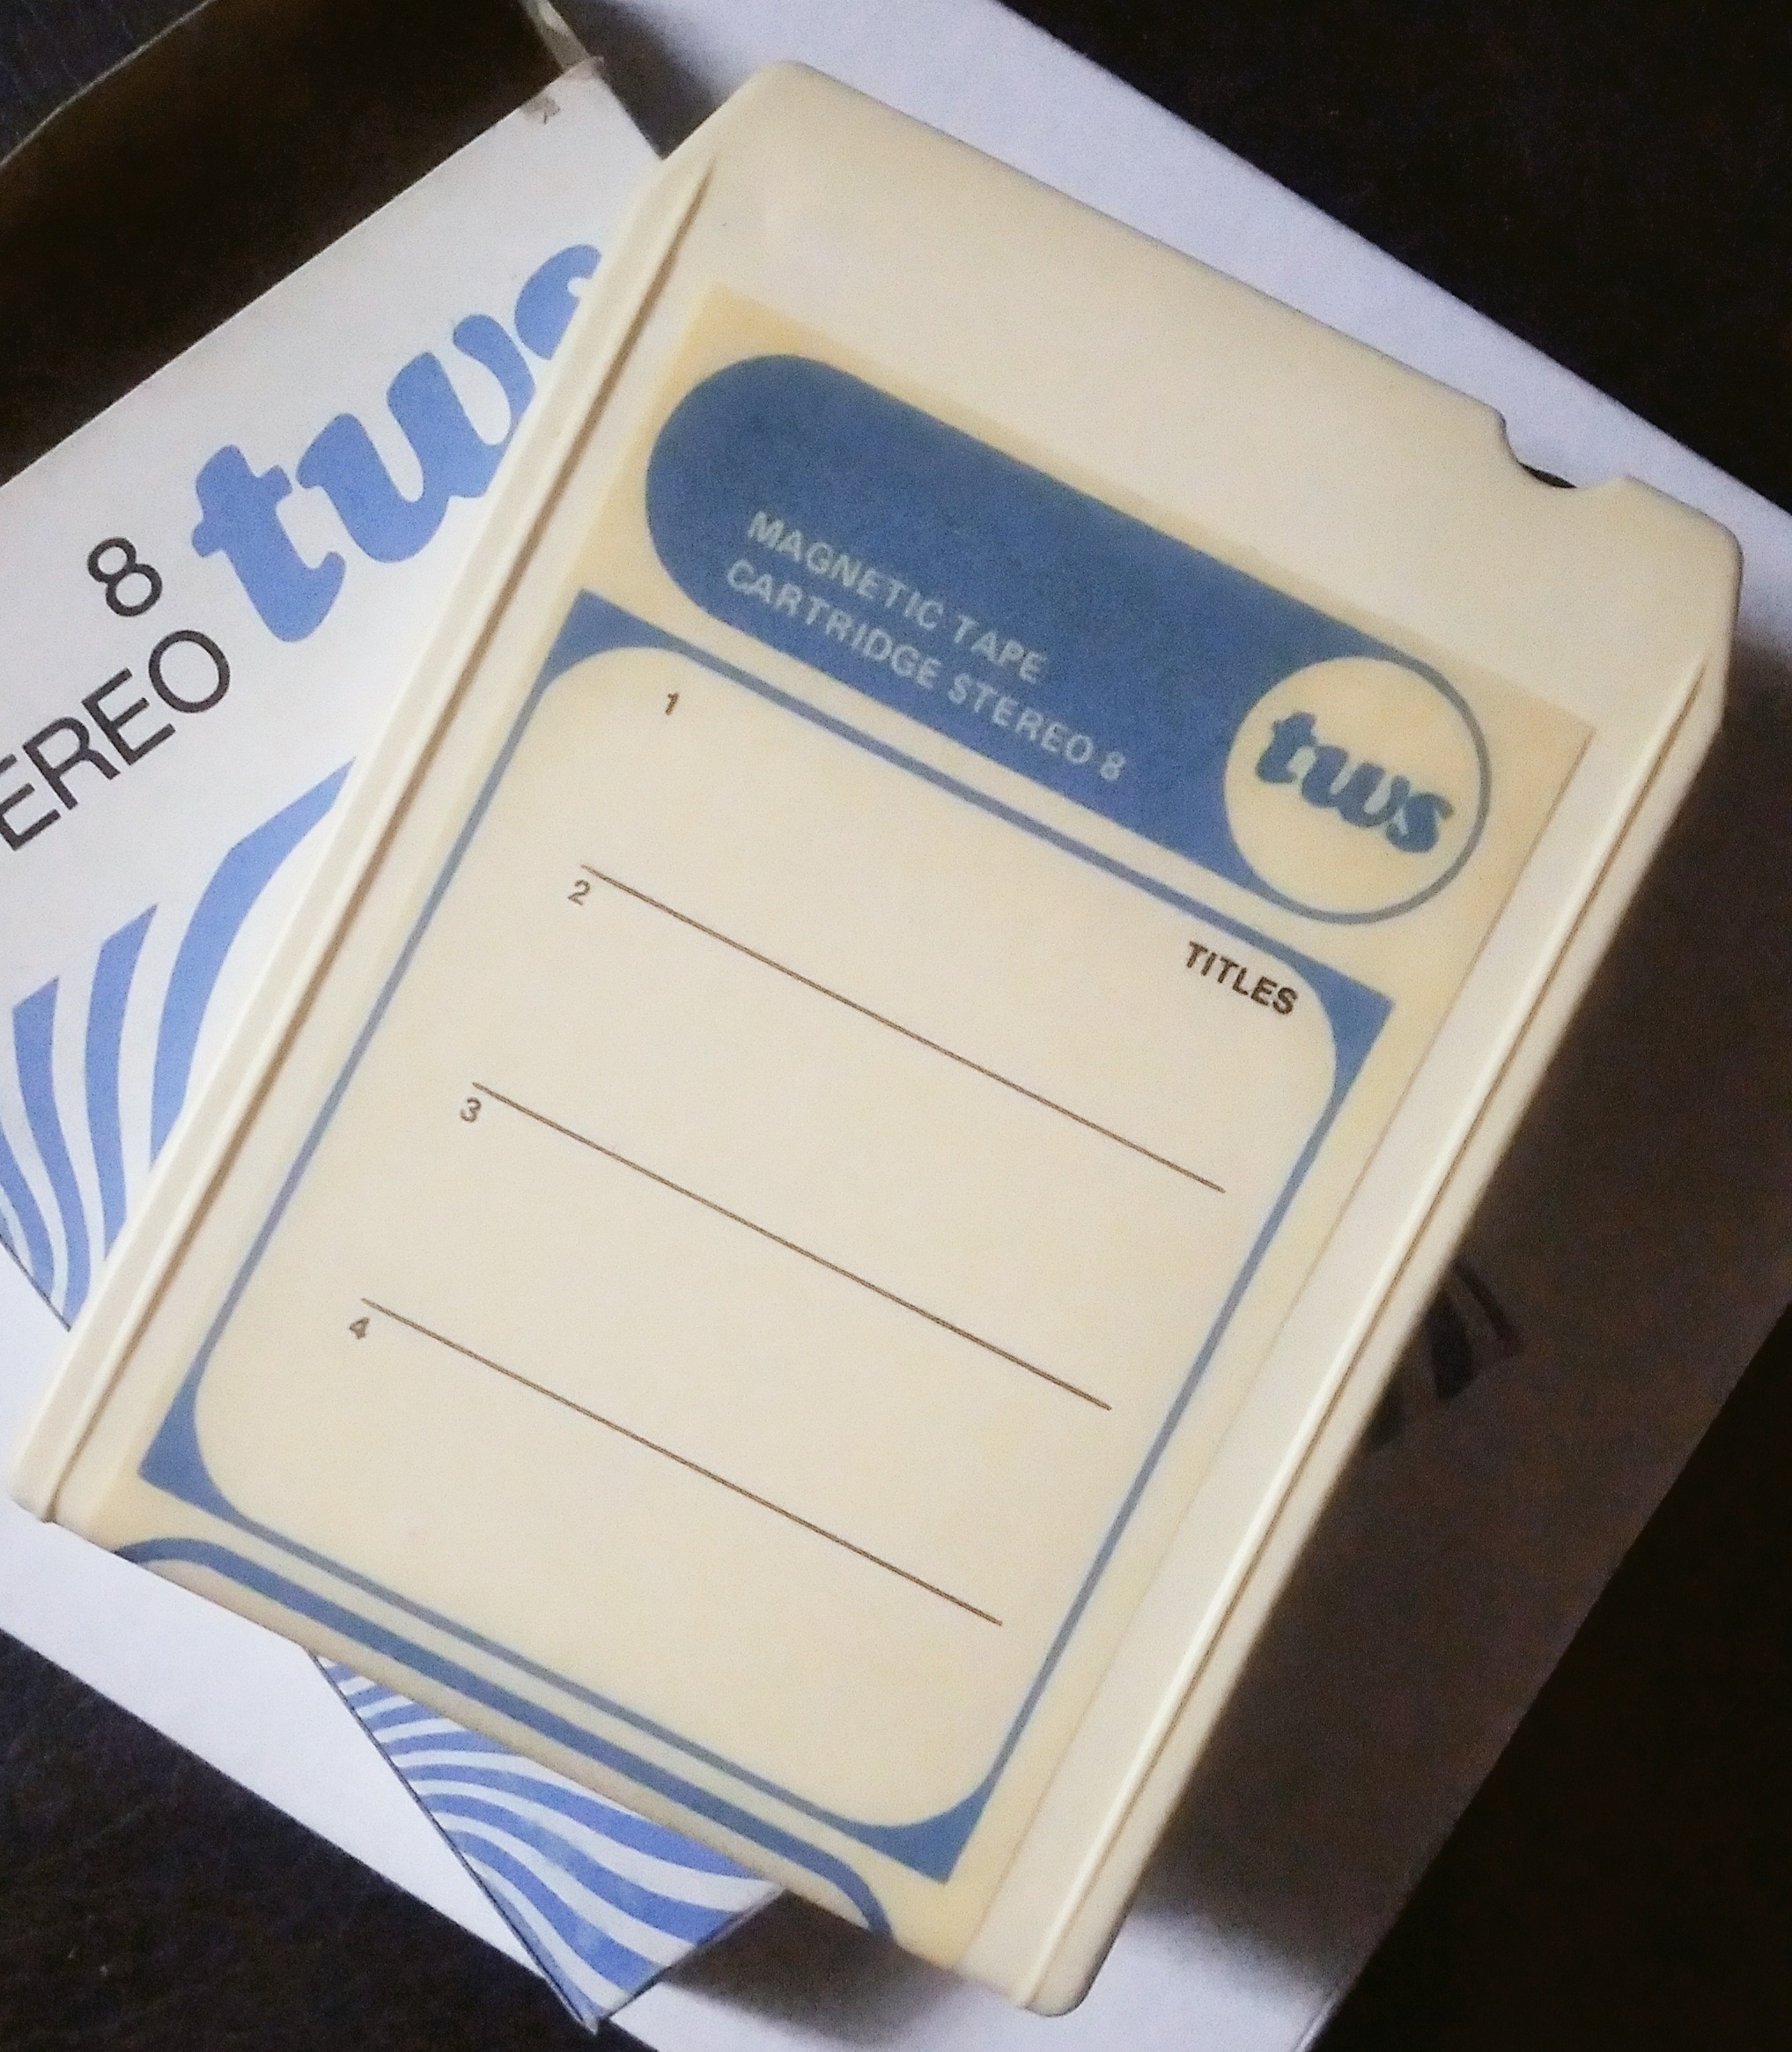 8
EREO
tws
MAGNETIC TAPE
CARTRIDGE STEREO 8
tws
TITLES
1
2
3
4